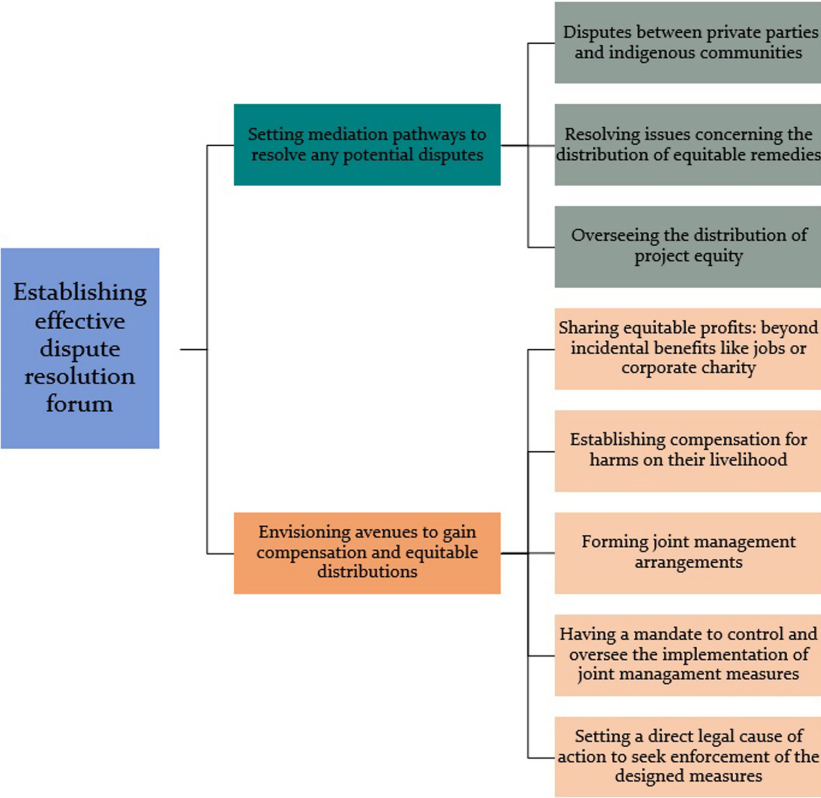 Establishing
effective
dispute
resolution
forum
Setting mediation pathways to
resolve any potential disputes
Disputes between private parties
and indigenous communities
Resolving issues concerning the
distribution of equitable remedies
Overseeing the distribution of
project equity
Envisioning avenues to gain
compensation and equitable
distributions
Sharing equitable profits: beyond
incidental benefits like jobs or
corporate charity
Establishing compensation for
harms on their livelihood
Forming joint management
arrangements
Having a mandate to control and
oversee the implementation of
joint managament measures
Setting a direct legal cause of
action to seek enforcement of the
designed measures